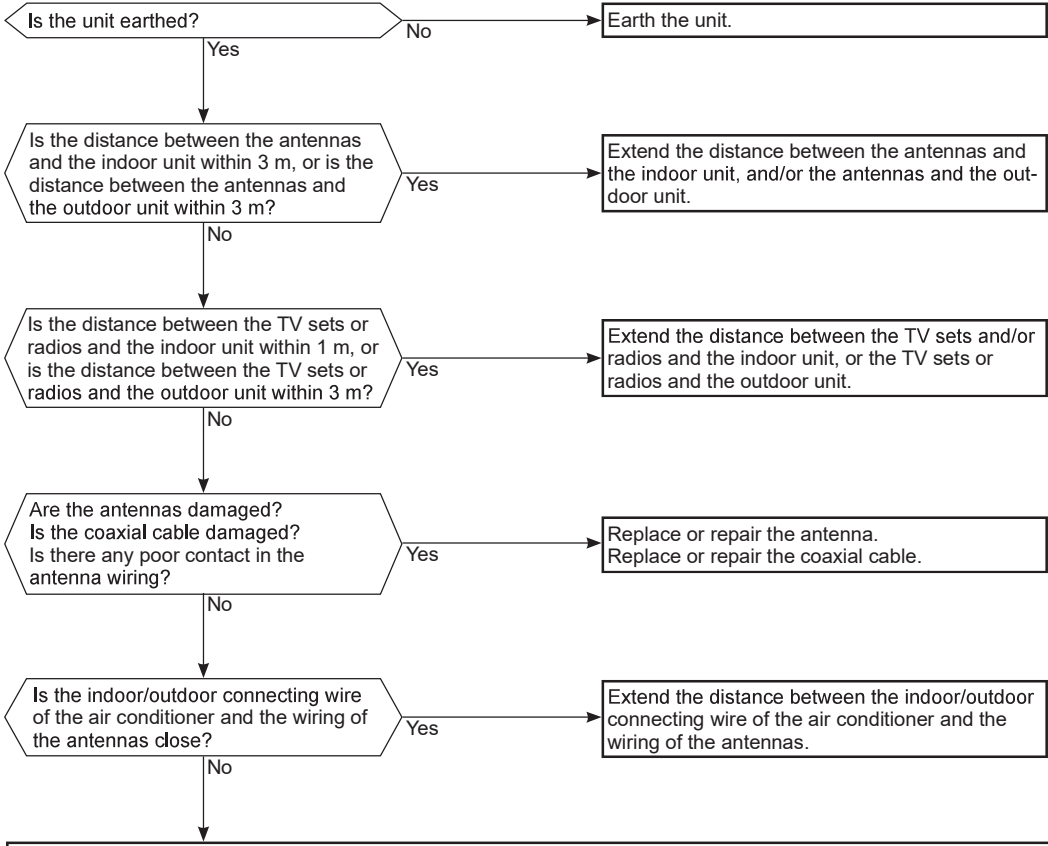 Is the unit earthed?
No
Earth the unit.
Yes
Is the distance between the antennas
and the indoor unit within 3 m, or is the
distance between the antennas and
the outdoor unit within 3 m?
Yes
Extend the distance between the antennas and
the indoor unit, and/or the antennas and the out-
door unit.
No
Is the distance between the TV sets or
radios and the indoor unit within 1 m, or
is the distance between the TV sets or
radios and the outdoor unit within 3 m?
Yes
Extend the distance between the TV sets and/or
radios and the indoor unit, or the TV sets or
radios and the outdoor unit.
No
Are the antennas damaged?
Is the coaxial cable damaged?
Is there any poor contact in the
antenna wiring?
Yes
Replace or repair the antenna.
Replace or repair the coaxial cable.
No
Is the indoor/outdoor connecting wire
of the air conditioner and the wiring of
the antennas close?
Yes
Extend the distance between the indoor/outdoor
connecting wire of the air conditioner and the
wiring of the antennas.
No